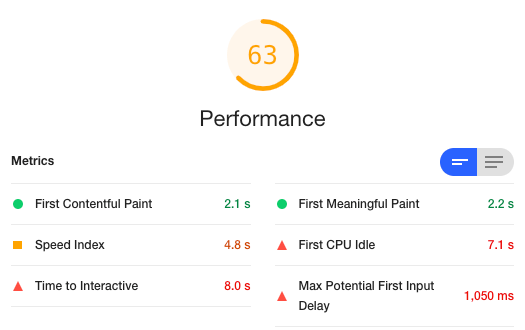 63
Performance
Metrics
First Contentful Paint 2.1 s
First Meaningful Paint 2.2 s
Speed Index 4.8 s
First CPU Idle 7.1 s
Time to Interactive 8.0 s
Max Potential First Input
Delay 1,050 ms